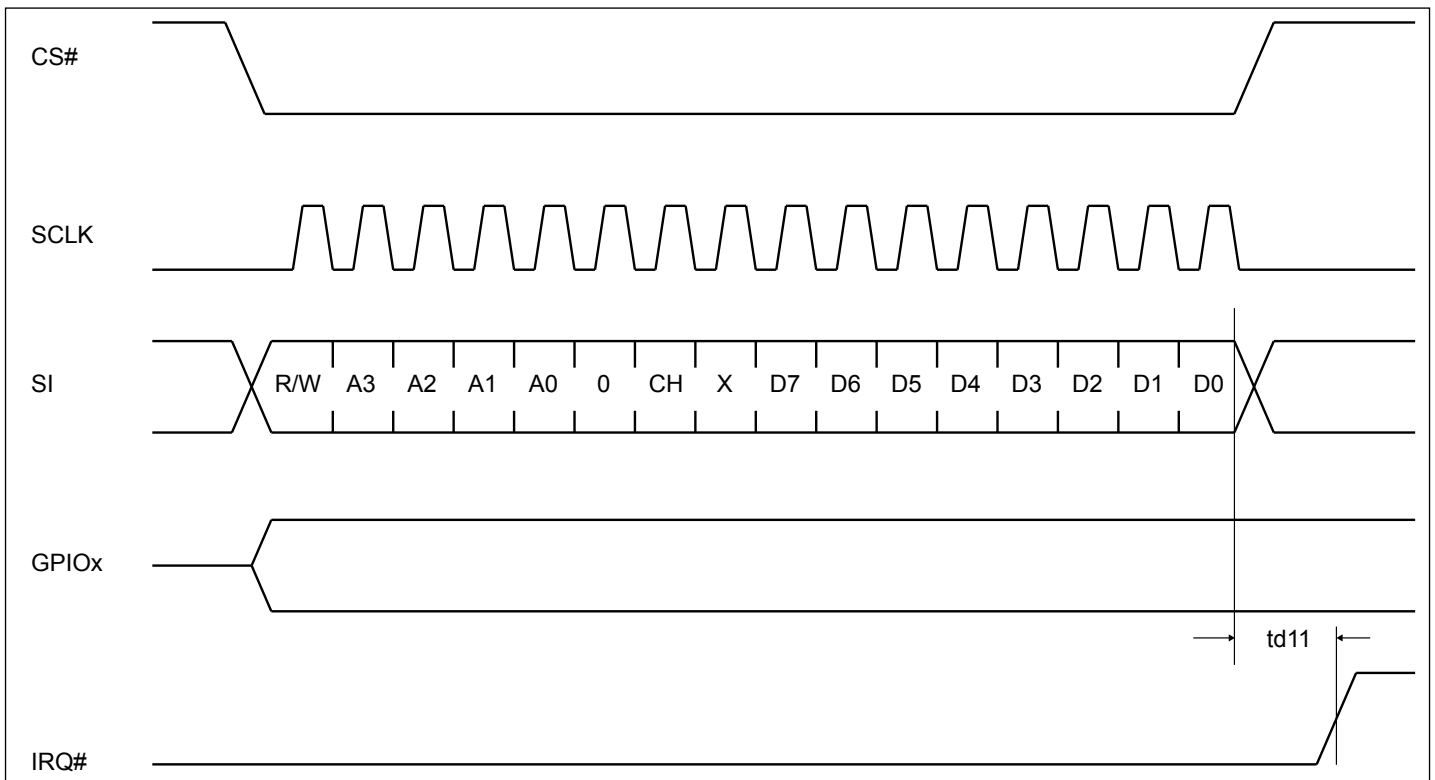 CS#
SCLK
SI
R/W A3 A2 A1 A0 0 CH X D7 D6 D5 D4 D3 D2 D1 D0
GPIOx
td11
IRQ#